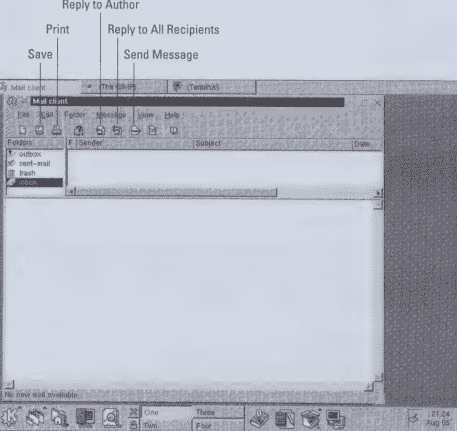 Reply to Author
Print
Reply to All Recipients
Save
Send Message
Mail client
(The GIMP)
(Terminal)
Mail client
File Edit Folder Message View Help
Folders
F Sender
Subject
Date
outbox
sent-mail
trash
inbox
No new mail available
One
Three
Two
Four
21:24
Aug 05